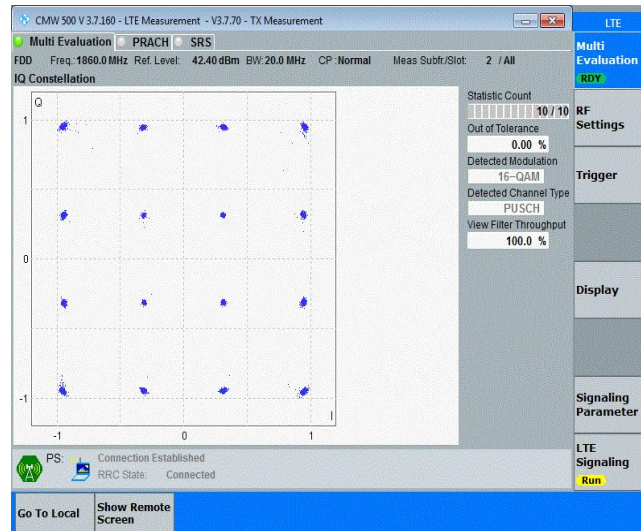 CMW 500 V 3.7.160 - LTE Measurement - V3.7.70 - TX Measurement
LTE
Multi Evaluation PRACH SRS
Multi
Evaluation
RDY
FDD Freq.:1860.0 MHz Ref. Level: 42.40 dBm BW:20.0 MHz CP :Normal Meas Subfr./Slot: 2 / All
IQ Constellation
Q
1
0
-1
-1 0 1
I
Statistic Count
10 / 10
Out of Tolerance
0.00 %
Detected Modulation
16-QAM
Detected Channel Type
PUSCH
View Filter Throughput
100.0 %
RF
Settings
Trigger
Display
Signaling
Parameter
LTE
Signaling
Run
PS: Connection Established
RRC State: Connected
Go To Local
Show Remote
Screen